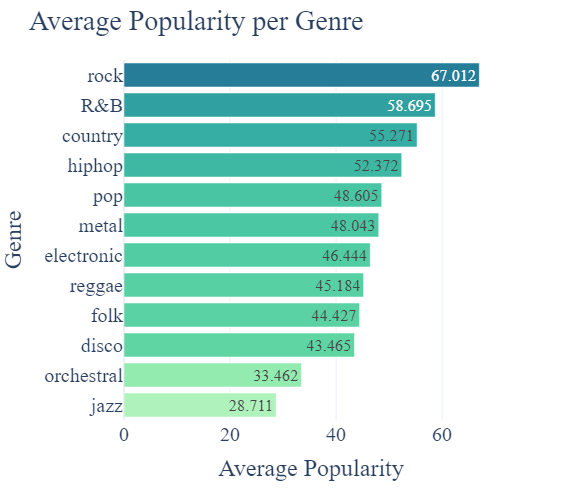 Average Popularity per Genre
Genre
rock 67.012
R&B 58.695
country 55.271
hiphop 52.372
pop 48.605
metal 48.043
electronic 46.444
reggae 45.184
folk 44.427
disco 43.465
orchestral 33.462
jazz 28.711
0 20 40 60
Average Popularity